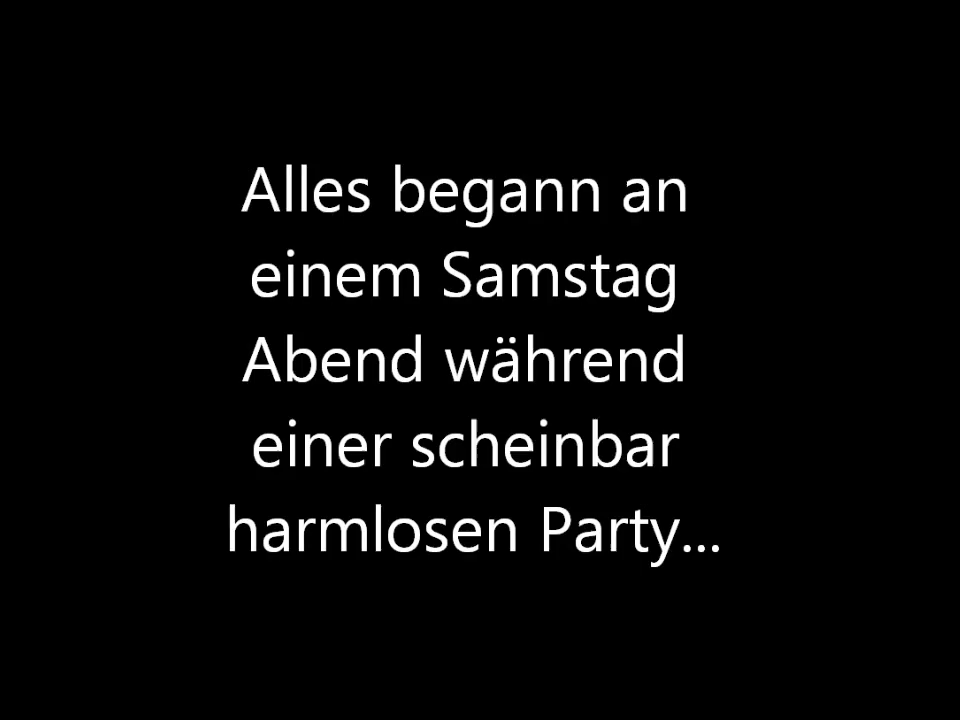 Alles begann an
einem Samstag
Abend während
einer scheinbar
harmlosen Party...